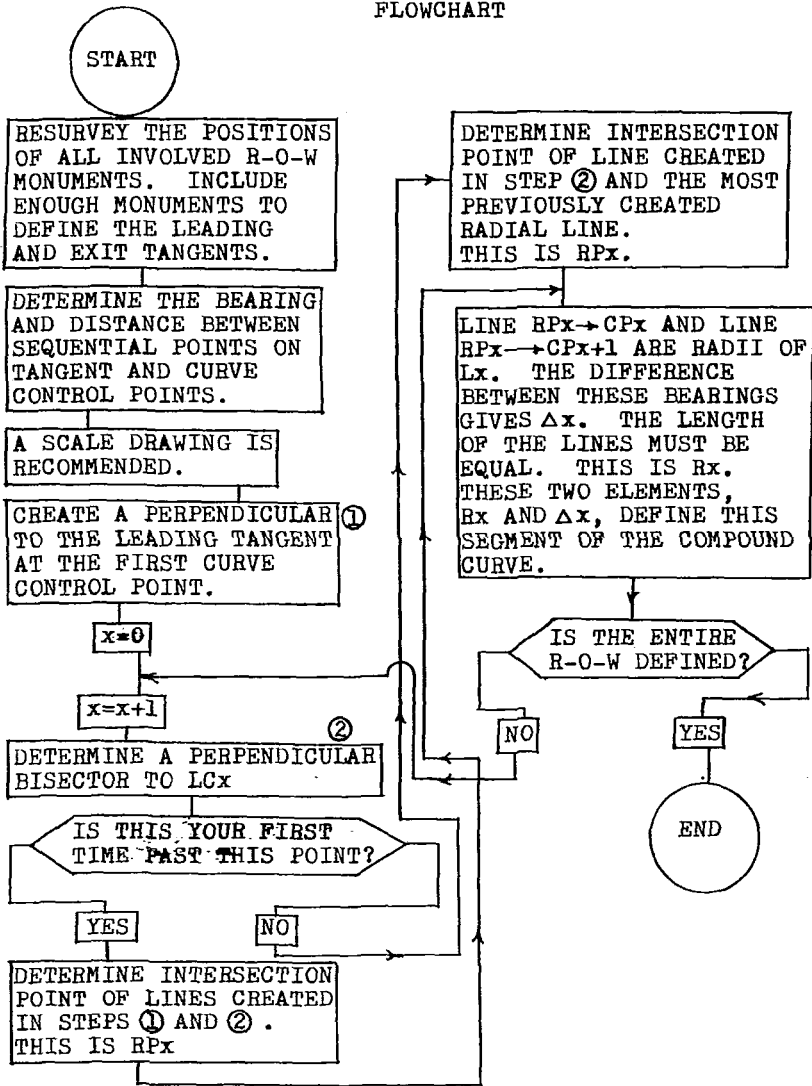 FLOWCHART
START
RESURVEY THE POSITIONS
OF ALL INVOLVED R-O-W
MONUMENTS. INCLUDE
ENOUGH MONUMENTS TO
DEFINE THE LEADING
AND EXIT TANGENTS.
DETERMINE THE BEARING
AND DISTANCE BETWEEN
SEQUENTIAL POINTS ON
TANGENT AND CURVE
CONTROL POINTS.
A SCALE DRAWING IS
RECOMMENDED.
CREATE A PERPENDICULAR ①
TO THE LEADING TANGENT
AT THE FIRST CURVE
CONTROL POINT.
x=0
x=x+1
②
DETERMINE A PERPENDICULAR
BISECTOR TO LCx
IS THIS YOUR FIRST
TIME PAST THIS POINT?
YES
NO
DETERMINE INTERSECTION
POINT OF LINES CREATED
IN STEPS ① AND ② .
THIS IS RPx
DETERMINE INTERSECTION
POINT OF LINE CREATED
IN STEP ② AND THE MOST
PREVIOUSLY CREATED
RADIAL LINE.
THIS IS RPx.
LINE RPx→CPx AND LINE
RPx→CPx+1 ARE RADII OF
Lx. THE DIFFERENCE
BETWEEN THESE BEARINGS
GIVES Δx. THE LENGTH
OF THE LINES MUST BE
EQUAL. THIS IS Rx.
THESE TWO ELEMENTS,
Rx AND Δx, DEFINE THIS
SEGMENT OF THE COMPOUND
CURVE.
IS THE ENTIRE
R-O-W DEFINED?
NO
YES
END